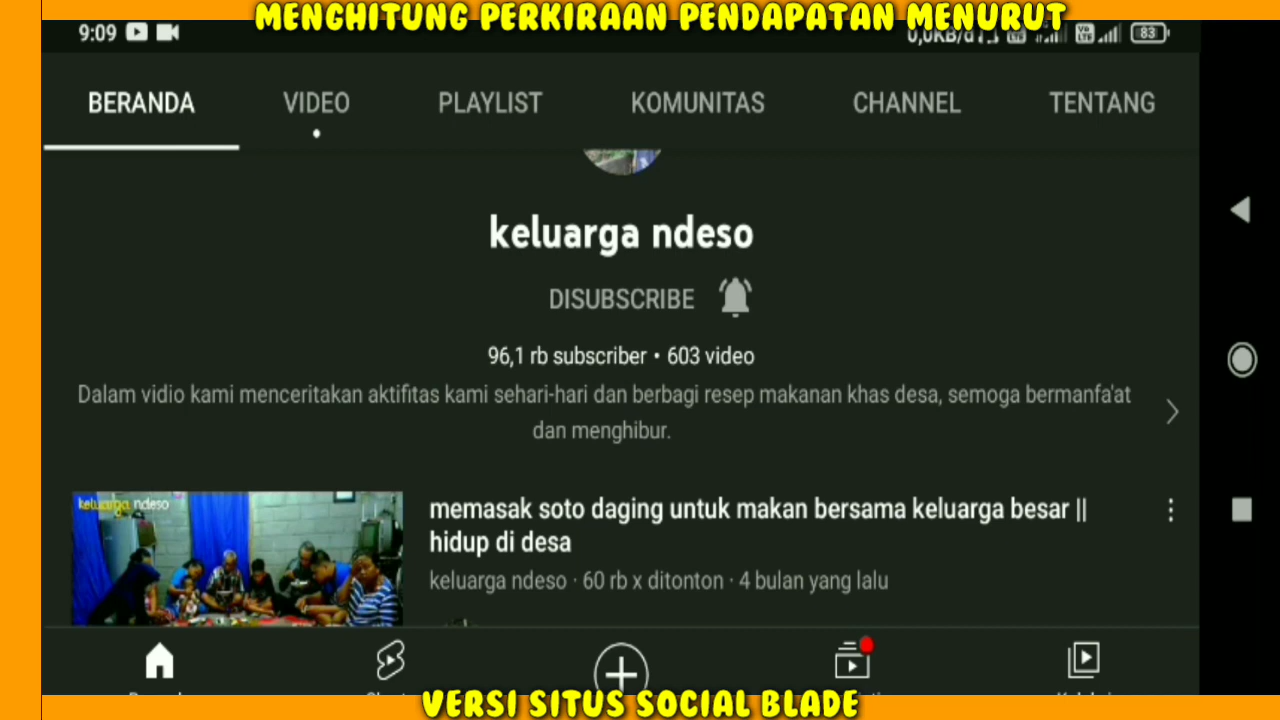 MENGHITUNG PERKIRAAN PENDAPATAN MENURUT
9:09
83
BERANDA VIDEO PLAYLIST KOMUNITAS CHANNEL TENTANG
keluarga ndeso
DISUBSCRIBE
96,1 rb subscriber • 603 video
Dalam vidio kami menceritakan aktifitas kami sehari-hari dan berbagi resep makanan khas desa, semoga bermanfa'at
dan menghibur.
keluarga ndeso
memasak soto daging untuk makan bersama keluarga besar ||
hidup di desa
keluarga ndeso · 60 rb x ditonton · 4 bulan yang lalu
VERSI SITUS SOCIAL BLADE